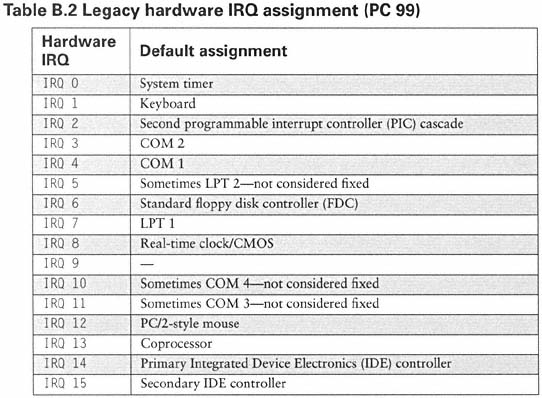 Table B.2 Legacy hardware IRQ assignment (PC 99)
Hardware IRQ Default assignment
IRQ 0 System timer
IRQ 1 Keyboard
IRQ 2 Second programmable interrupt controller (PIC) cascade
IRQ 3 COM 2
IRQ 4 COM 1
IRQ 5 Sometimes LPT 2—not considered fixed
IRQ 6 Standard floppy disk controller (FDC)
IRQ 7 LPT 1
IRQ 8 Real-time clock/CMOS
IRQ 9 —
IRQ 10 Sometimes COM 4—not considered fixed
IRQ 11 Sometimes COM 3—not considered fixed
IRQ 12 PC/2-style mouse
IRQ 13 Coprocessor
IRQ 14 Primary Integrated Device Electronics (IDE) controller
IRQ 15 Secondary IDE controller